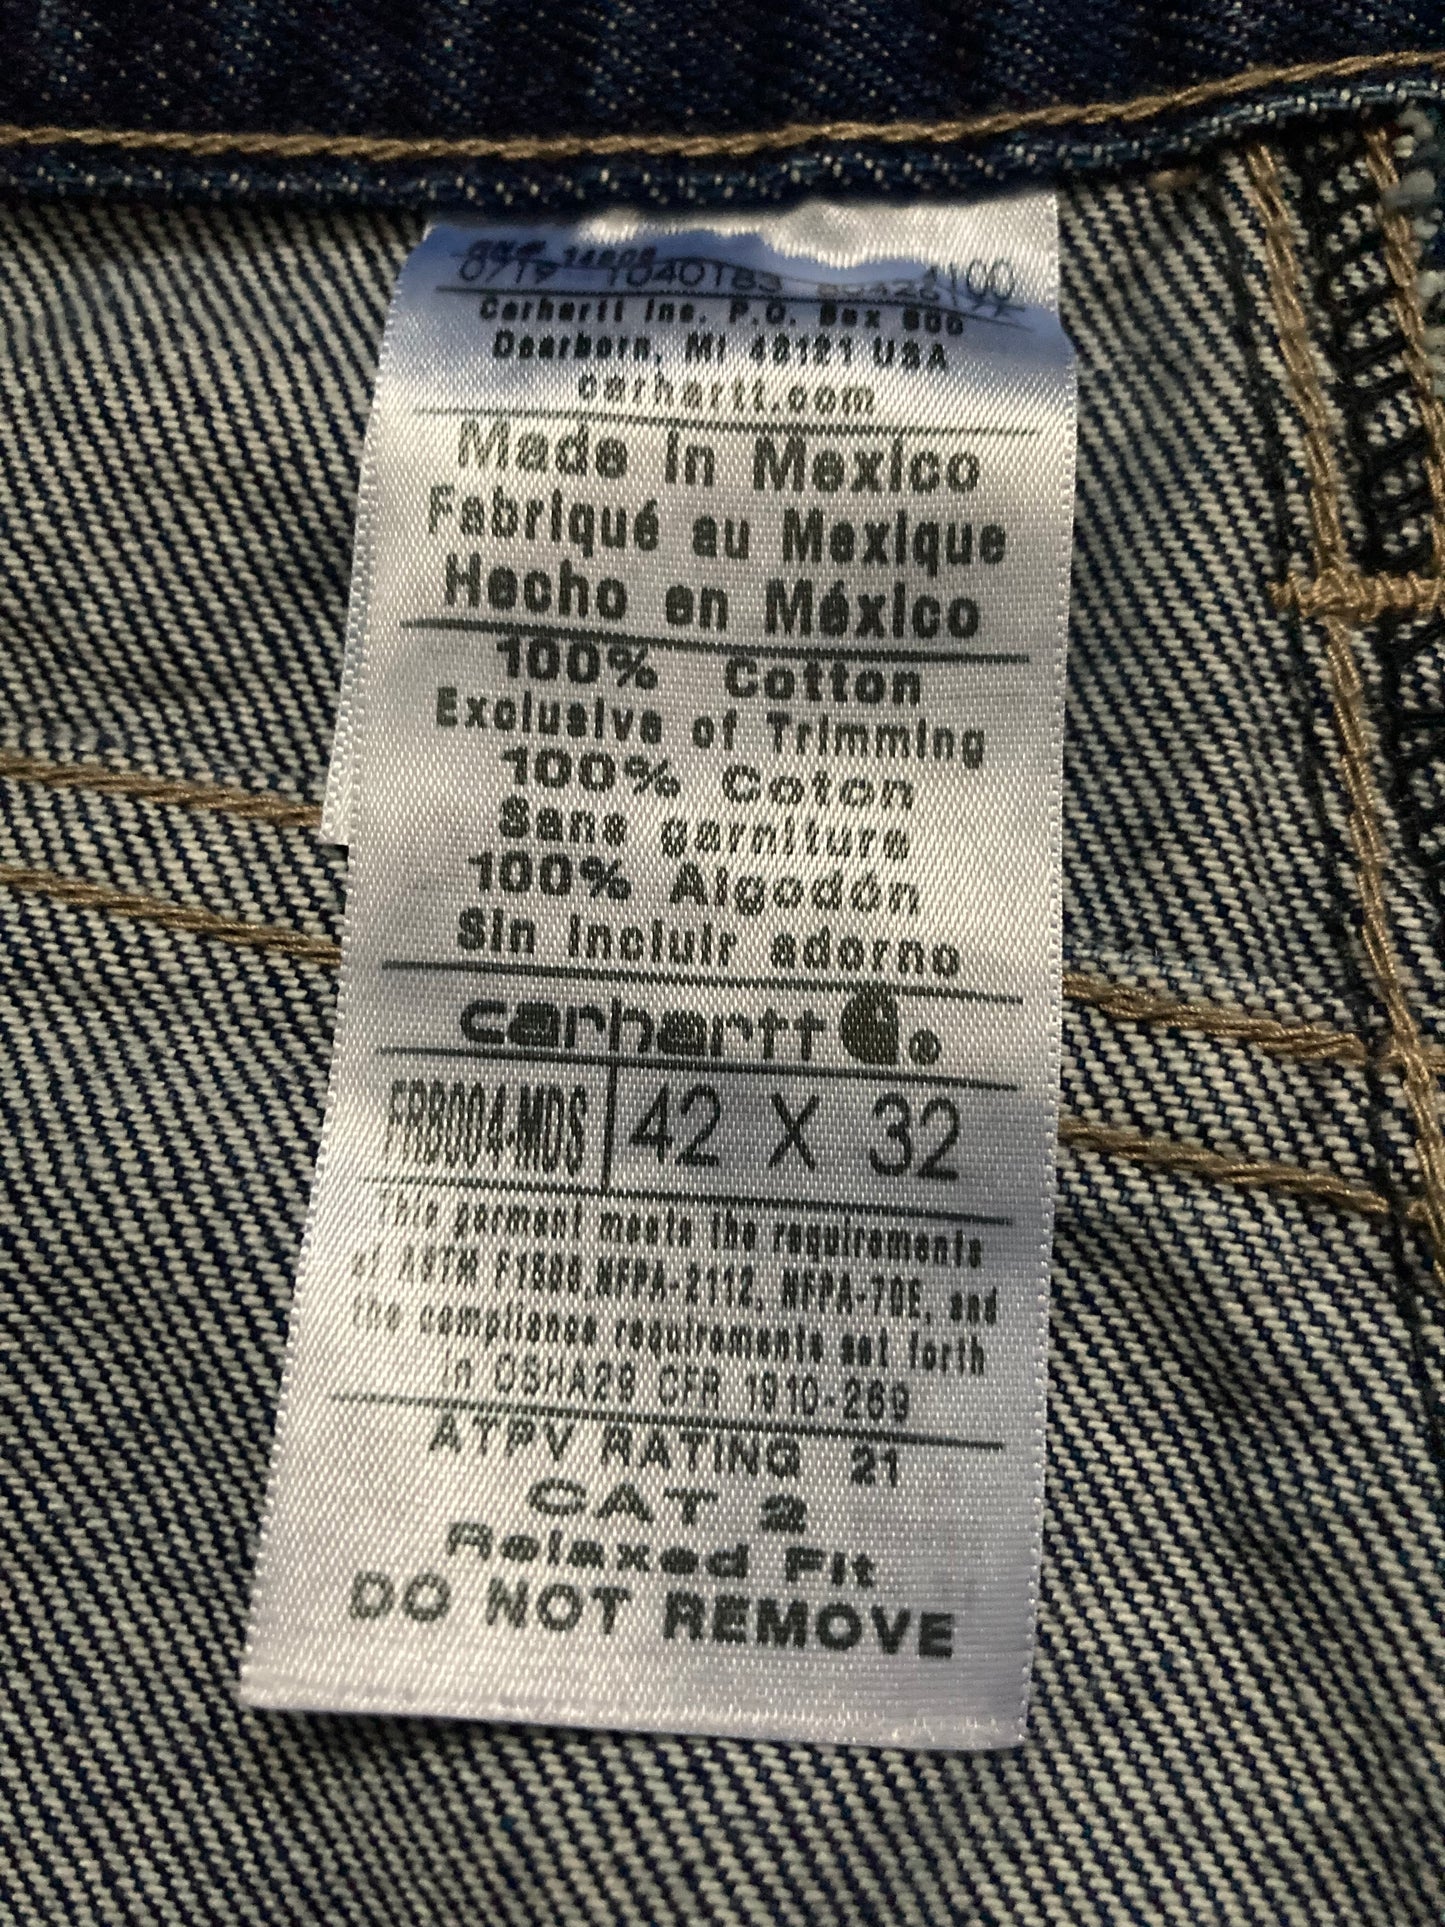 07/19 1040183
Carhartt Inc. P.O. Box 600
Dearborn, MI 48121 USA
carhartt.com
Made in Mexico
Fabriqué au Mexique
Hecho en México
100% Cotton
Exclusive of Trimming
100% Coton
Sans garniture
100% Algodón
Sin incluir adorno
carhartt ®
FRB004-MDS 42 X 32
This garment meets the requirements
of ASTM F1506,NFPA-2112, NFPA-70E, and
the compliance requirements set forth
in OSHA29 CFR 1910-269
ATPV RATING 21
CAT 2
Relaxed Fit
DO NOT REMOVE